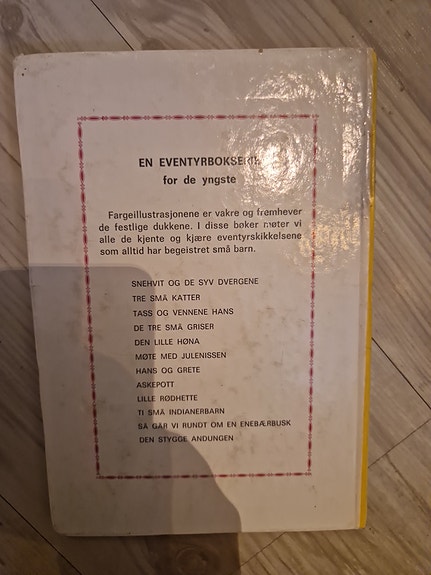 EN EVENTYRBOKSERIE
for de yngste
Fargeillustrasjonene er vakre og fremhever
de festlige dukkene. I disse bøker møter vi
alle de kjente og kjære eventyrskikkelsene
som alltid har begeistret små barn.
SNEHVIT OG DE SYV DVERGENE
TRE SMÅ KATTER
TASS OG VENNENE HANS
DE TRE SMÅ GRISER
DEN LILLE HØNA
MØTE MED JULENISSEN
HANS OG GRETE
ASKEPOTT
LILLE RØDHETTE
TI SMÅ INDIANERBARN
SÅ GÅR VI RUNDT OM EN ENEBÆRBUSK
DEN STYGGE ANDUNGEN